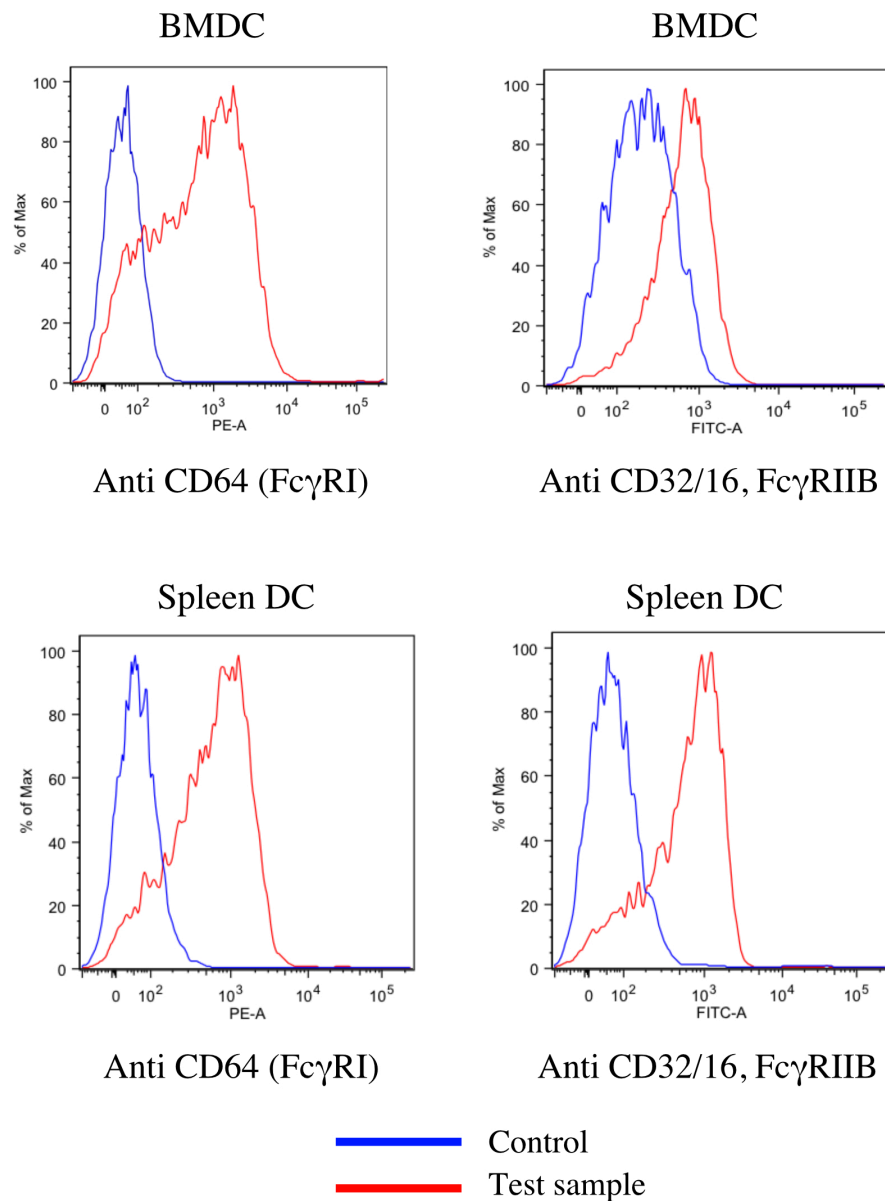 BMDC
100
80
60
40
20
0
% of Max
0 10² 10³ 10⁴ 10⁵
PE-A
Anti CD64 (FcγRI)
BMDC
100
80
60
40
20
0
% of Max
0 10² 10³ 10⁴ 10⁵
FITC-A
Anti CD32/16, FcγRIIB
Spleen DC
100
80
60
40
20
0
% of Max
0 10² 10³ 10⁴ 10⁵
PE-A
Anti CD64 (FcγRI)
Spleen DC
100
80
60
40
20
0
% of Max
0 10² 10³ 10⁴ 10⁵
FITC-A
Anti CD32/16, FcγRIIB
Control
Test sample